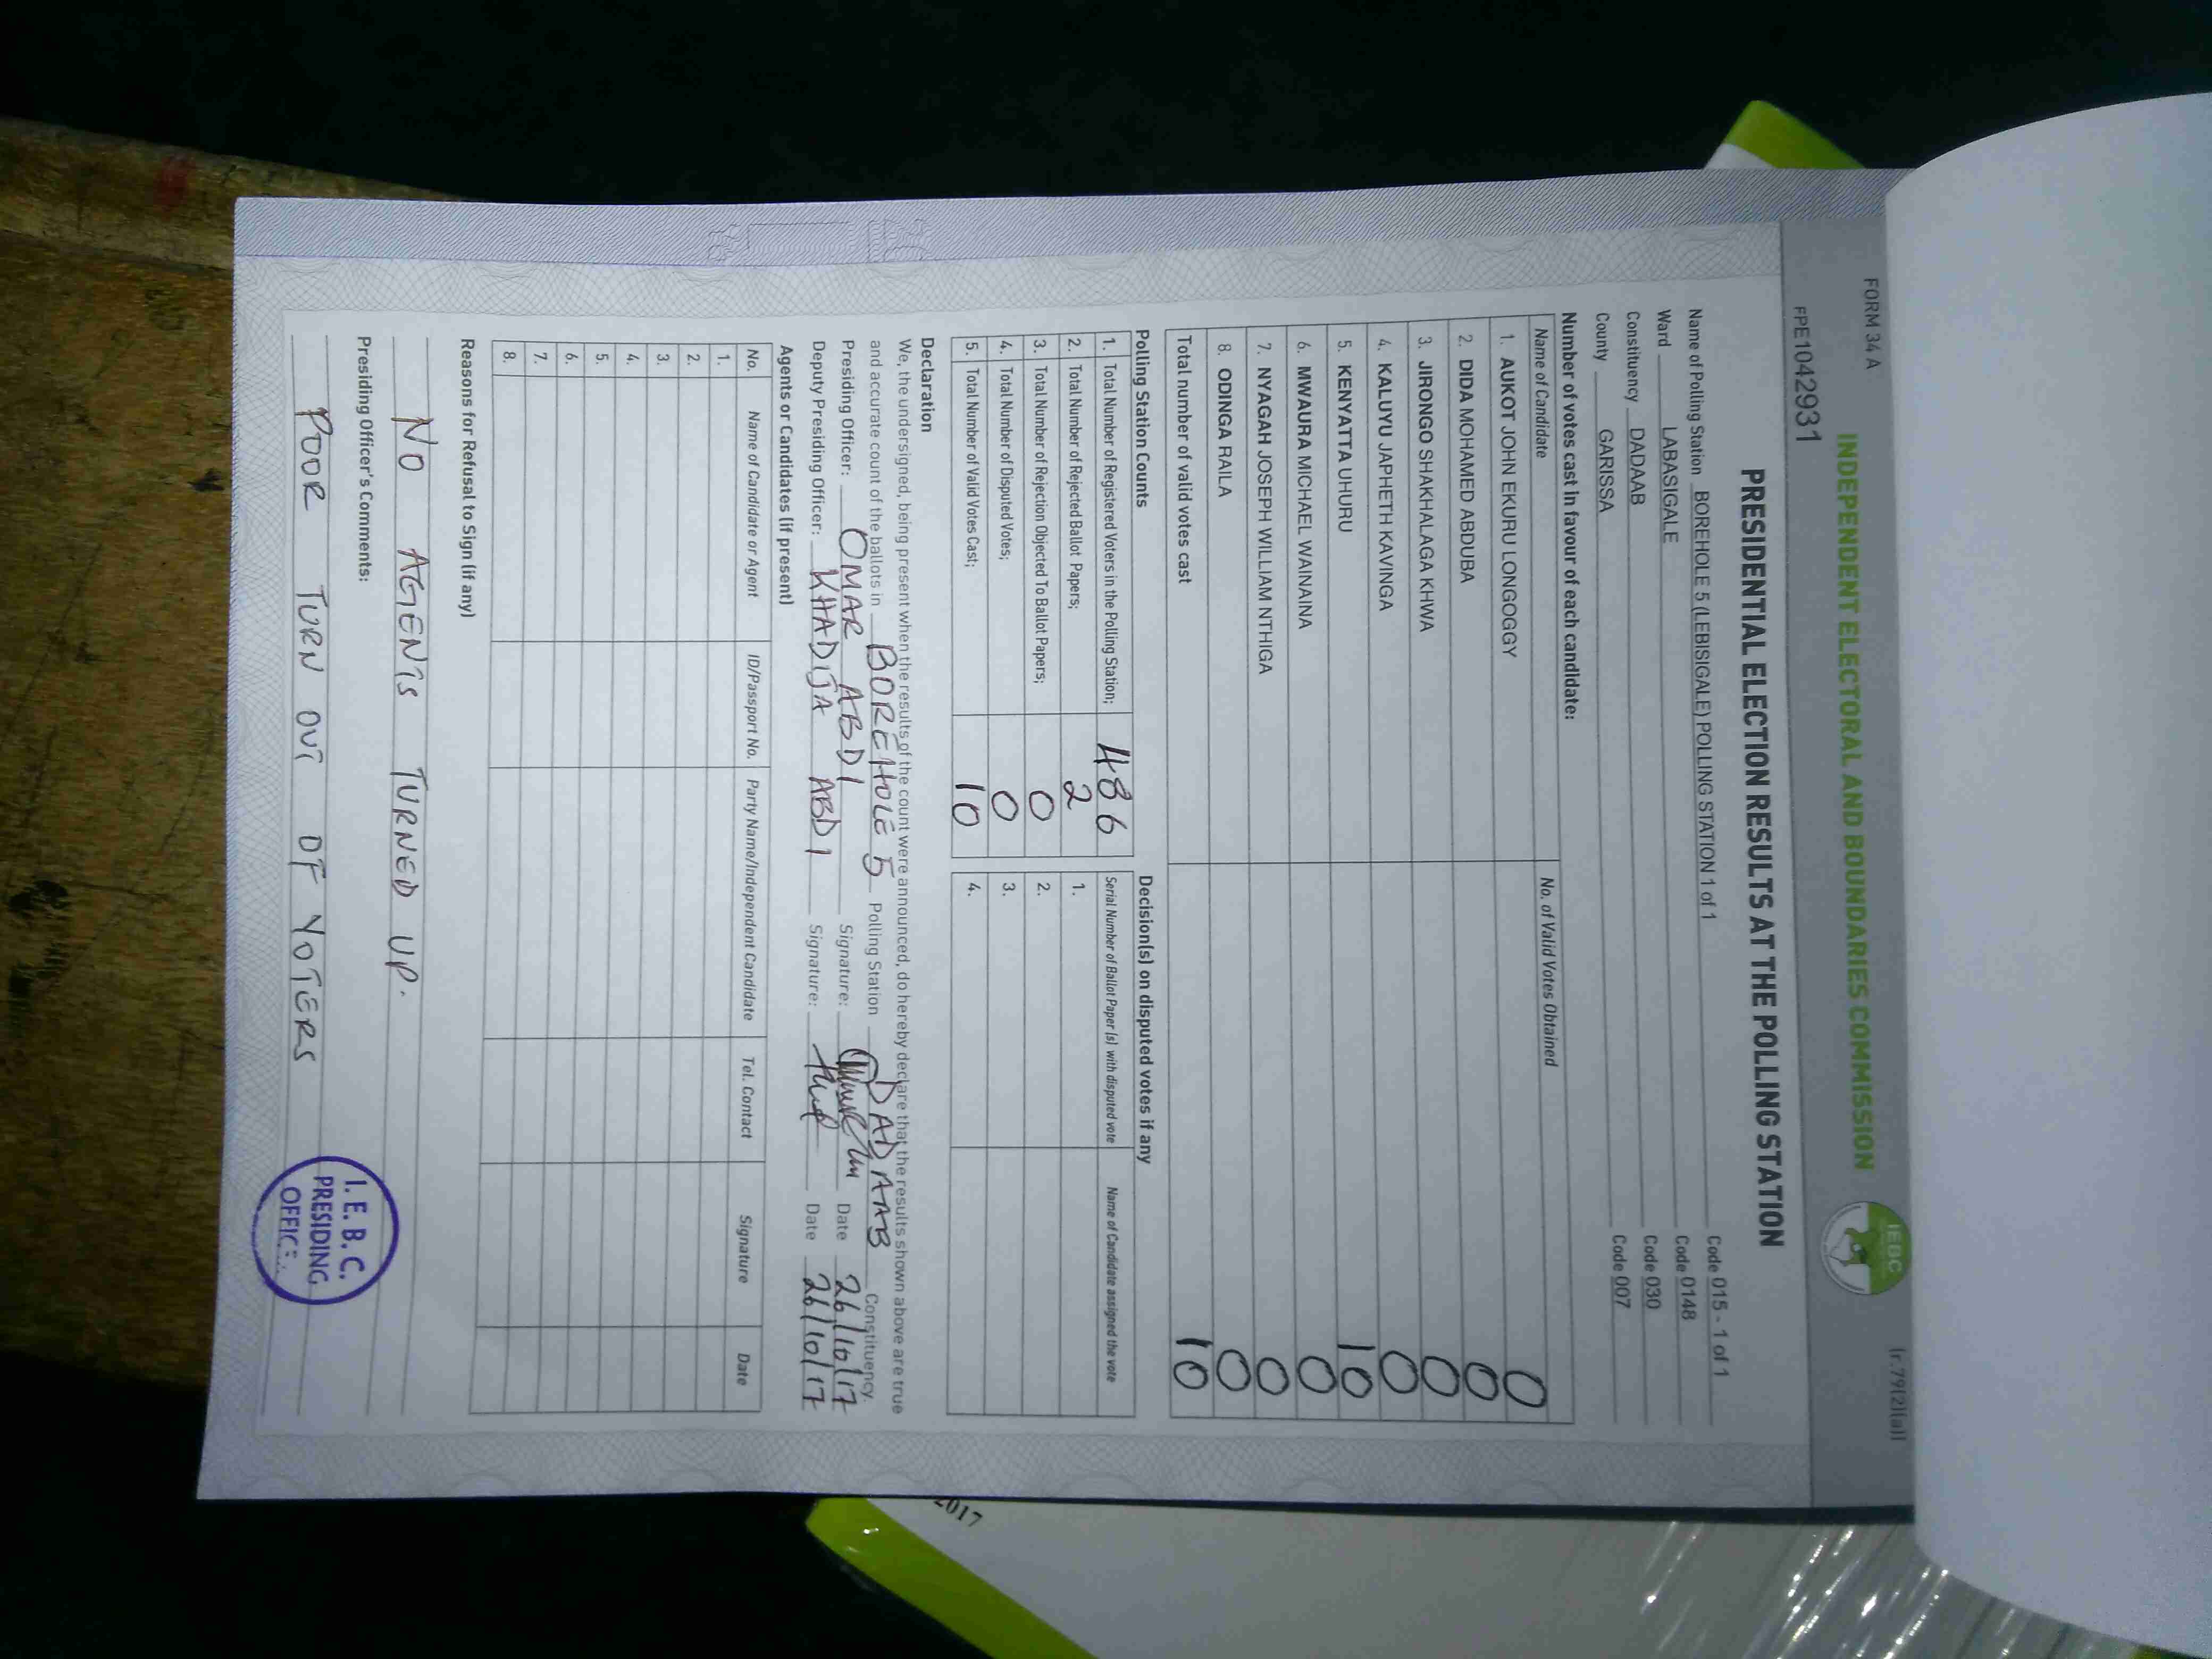 FORM 34 A
(r.79(2)(a))
INDEPENDENT ELECTORAL AND BOUNDARIES COMMISSION
IEBC
FPE1042931
PRESIDENTIAL ELECTION RESULTS AT THE POLLING STATION
Name of Polling Station BOREHOLE 5 (LEBISIGALE) POLLING STATION 1 of 1 Code 015 - 1 of 1
Ward LABASIGALE Code 0148
Constituency DADAAB Code 030
County GARISSA Code 007
Number of votes cast in favour of each candidate:
Name of Candidate No. of Valid Votes Obtained
1. AUKOT JOHN EKURU LONGOGGY 0
2. DIDA MOHAMED ABDUBA 0
3. JIRONGO SHAKHALAGA KHWA 0
4. KALUYU JAPHETH KAVINGA 0
5. KENYATTA UHURU 10
6. MWAURA MICHAEL WAINAINA 0
7. NYAGAH JOSEPH WILLIAM NTHIGA 0
8. ODINGA RAILA 0
Total number of valid votes cast 10
Polling Station Counts Decision(s) on disputed votes if any
1. Total Number of Registered Voters in the Polling Station; 486 Serial Number of Ballot Paper (s) with disputed vote Name of Candidate assigned the vote
2. Total Number of Rejected Ballot Papers; 2 1.
3. Total Number of Rejection Objected To Ballot Papers; 0 2.
4. Total Number of Disputed Votes; 0 3.
5. Total Number of Valid Votes Cast; 10 4.
Declaration
We, the undersigned, being present when the results of the count were announced, do hereby declare that the results shown above are true
and accurate count of the ballots in BOREHOLE 5 Polling Station DADAAB Constituency.
Presiding Officer: OMAR ABDI Signature: Date 26/10/17
Deputy Presiding Officer: KHADIJA ABDI Signature: Date 26/10/17
Agents or Candidates (if present)
No. Name of Candidate or Agent ID/Passport No. Party Name/Independent Candidate Tel. Contact Signature Date
1.
2.
3.
4.
5.
6.
7.
8.
Reasons for Refusal to Sign (if any)
NO AGENTS TURNED UP.
Presiding Officer's Comments:
POOR TURN OUT OF VOTERS
I. E. B. C.
PRESIDING
OFFICE
2017